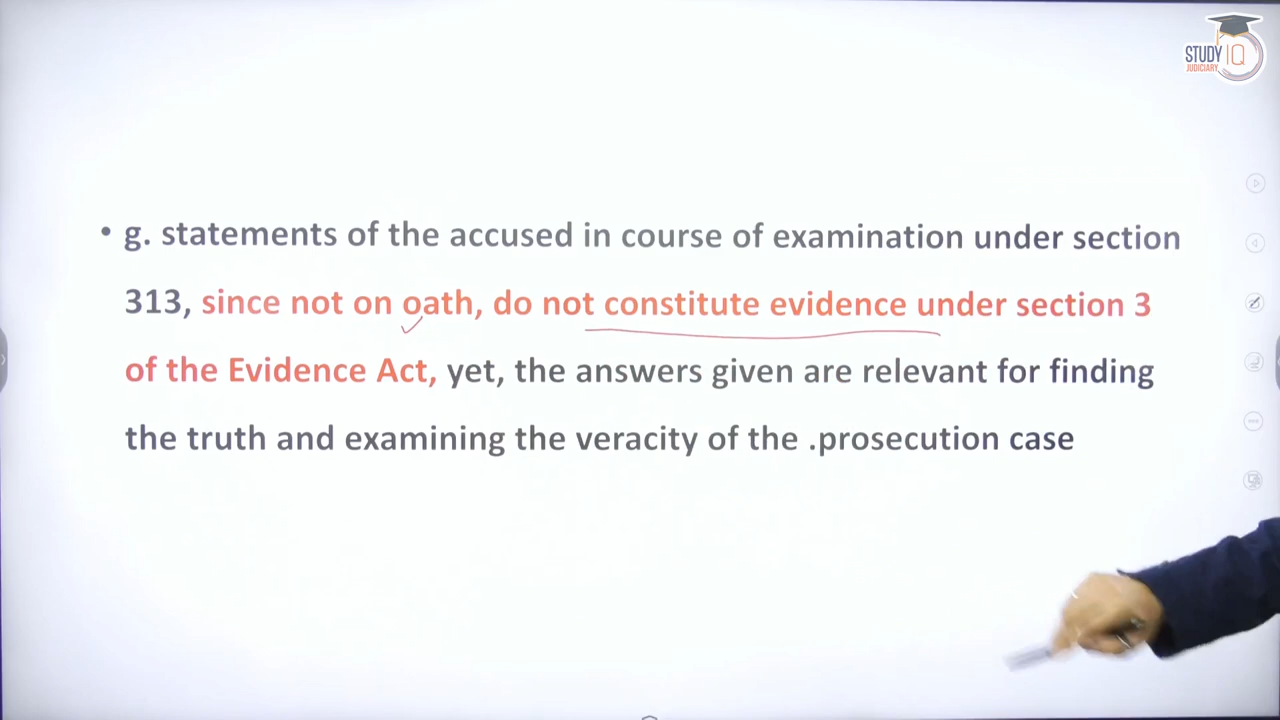 STUDY IQ
JUDICIARY
• g. statements of the accused in course of examination under section
313, since not on oath, do not constitute evidence under section 3
of the Evidence Act, yet, the answers given are relevant for finding
the truth and examining the veracity of the .prosecution case